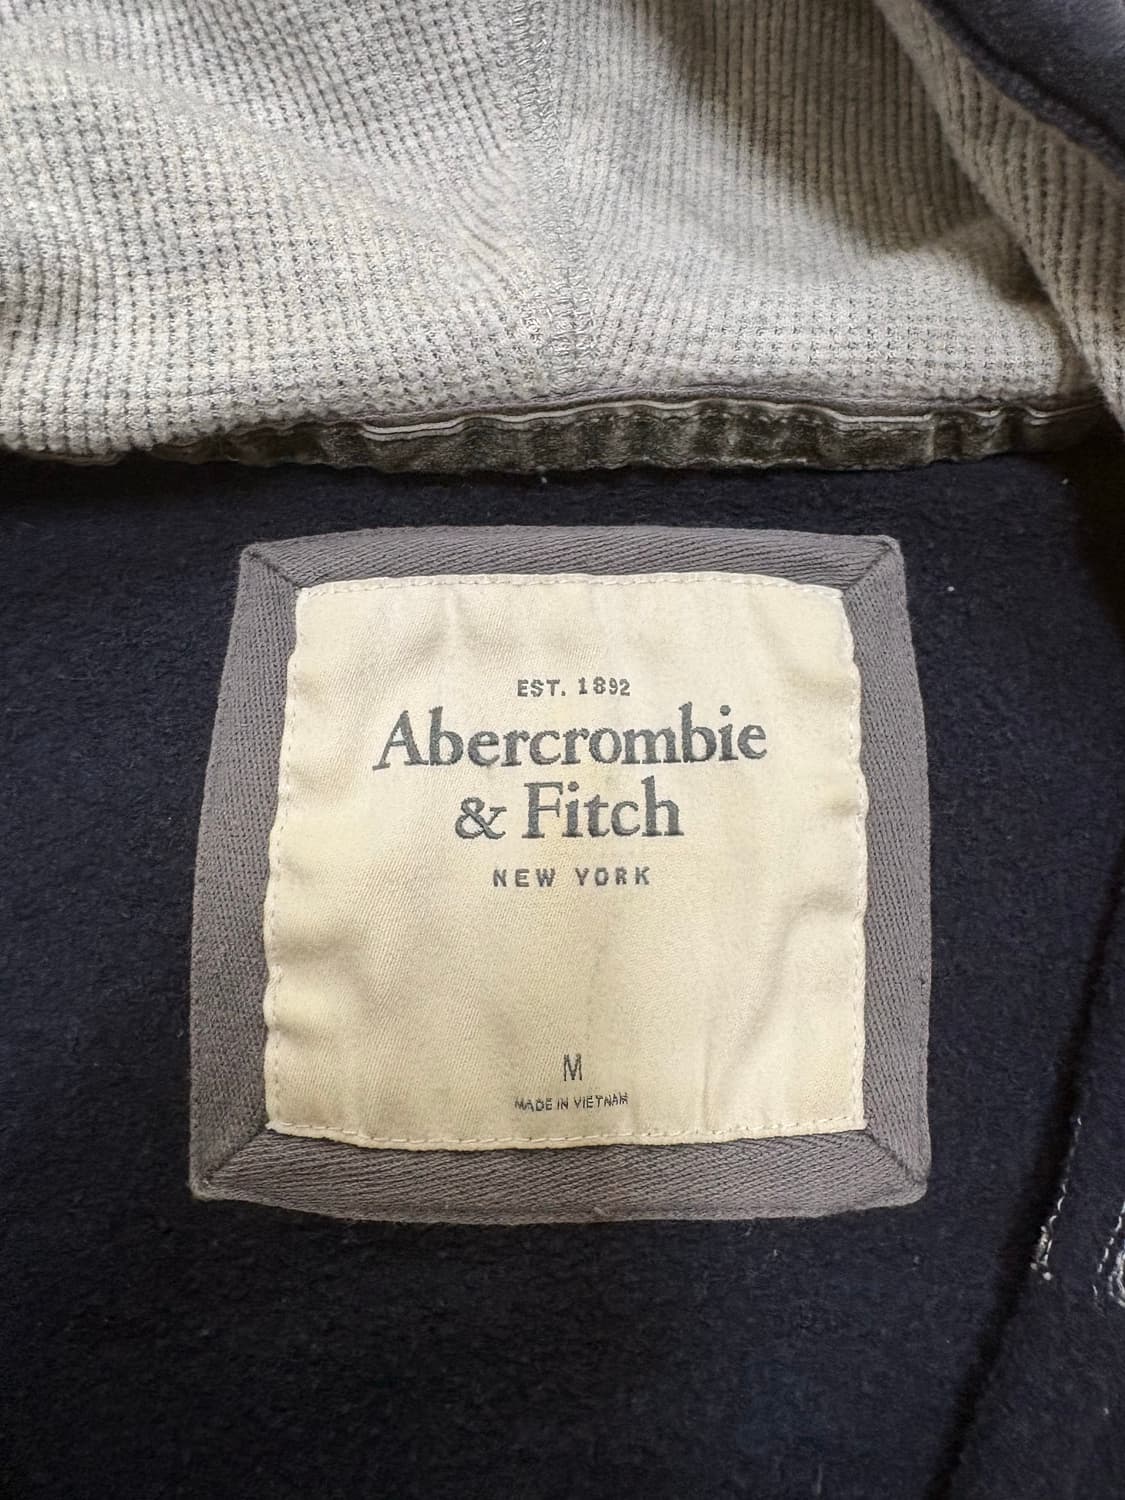 EST. 1892
Abercrombie
& Fitch
NEW YORK
M
MADE IN VIETNAM